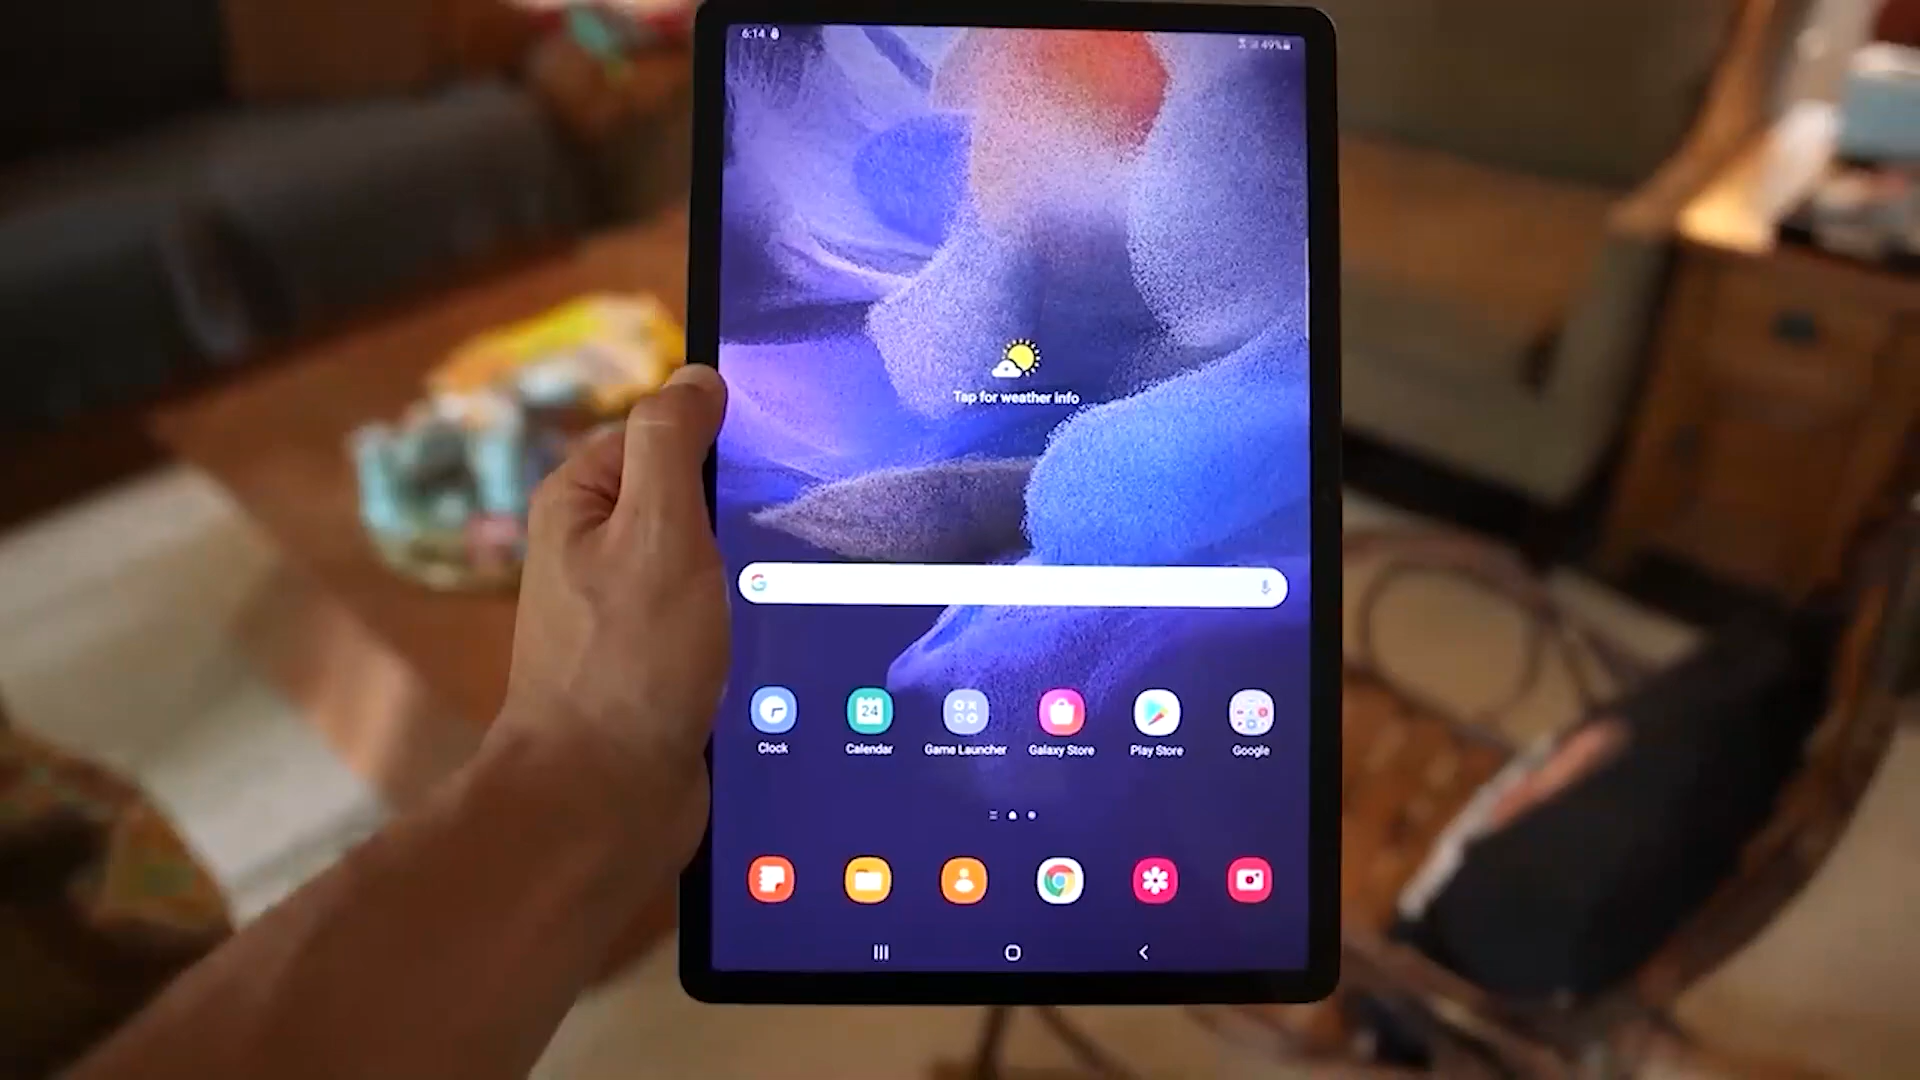 6:14
49%
Tap for weather info
G
24
Clock
Calendar
Game Launcher
Galaxy Store
Play Store
Google